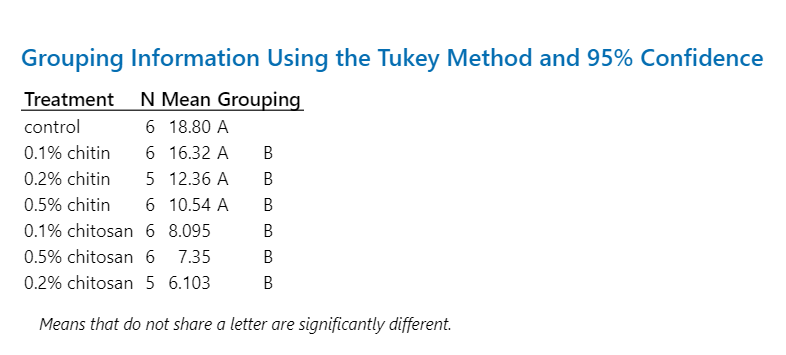 Grouping Information Using the Tukey Method and 95% Confidence
Treatment N Mean Grouping
control 6 18.80 A
0.1% chitin 6 16.32 A B
0.2% chitin 5 12.36 A B
0.5% chitin 6 10.54 A B
0.1% chitosan 6 8.095 B
0.5% chitosan 6 7.35 B
0.2% chitosan 5 6.103 B
Means that do not share a letter are significantly different.